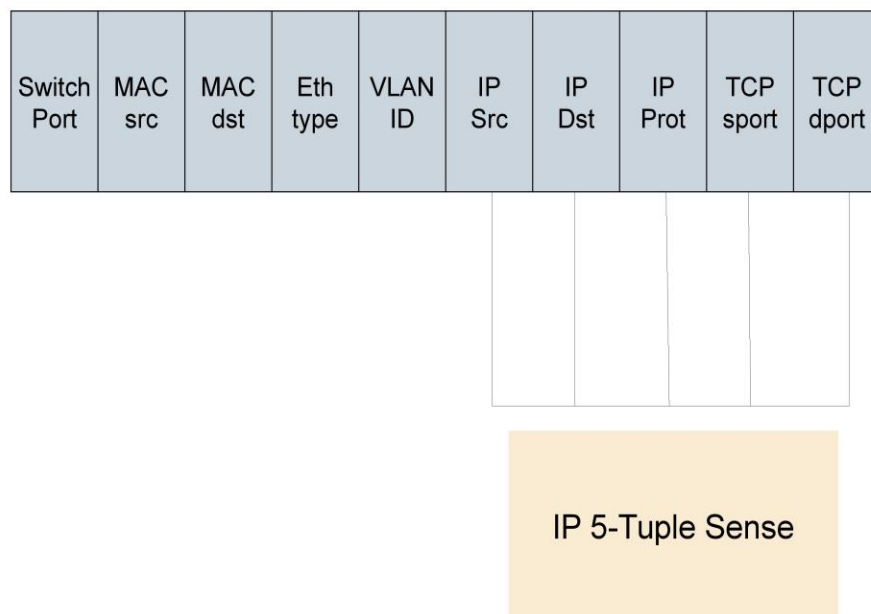 Switch Port
MAC src
MAC dst
Eth type
VLAN ID
IP Src
IP Dst
IP Prot
TCP sport
TCP dport
IP 5-Tuple Sense